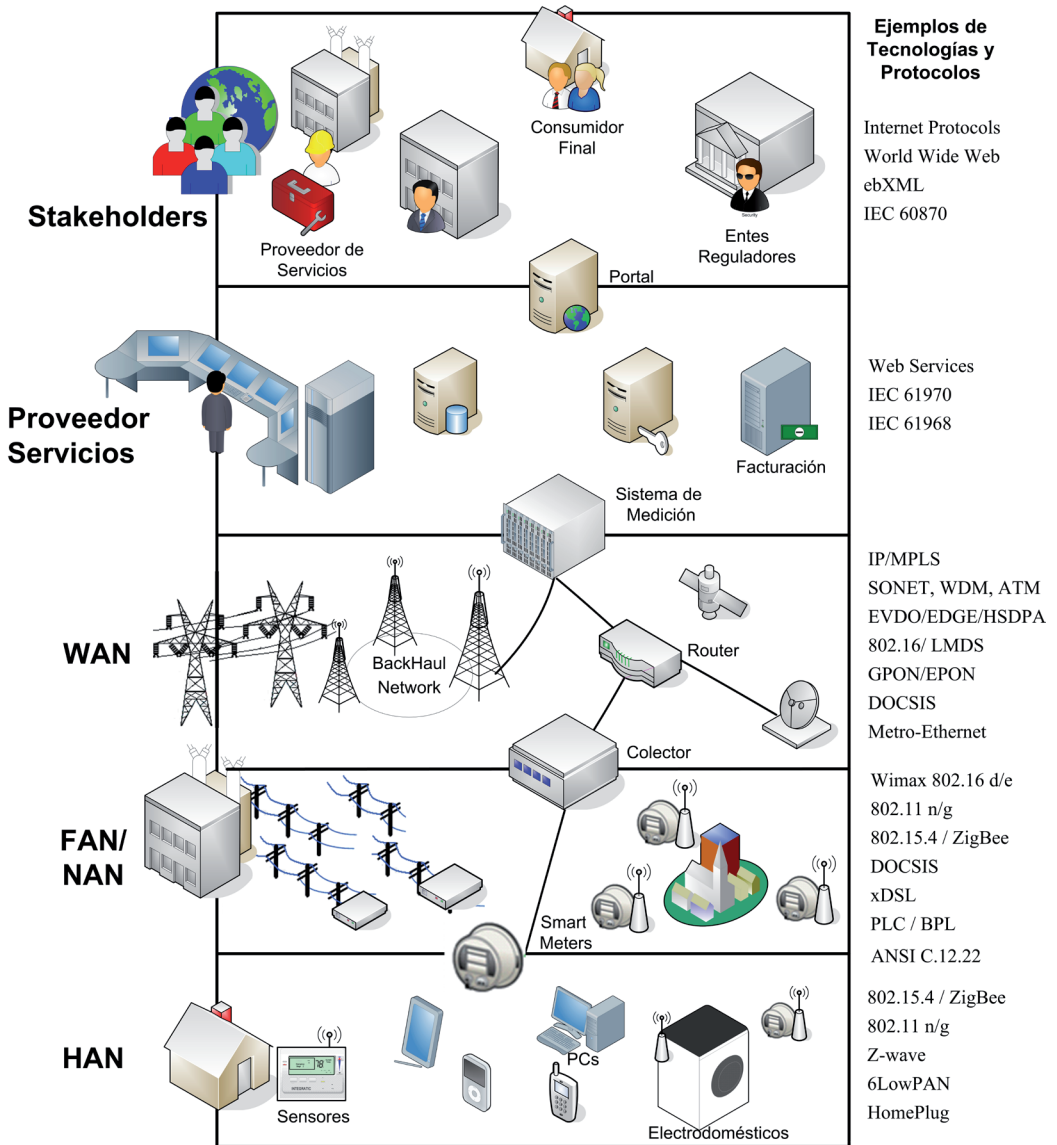 Ejemplos de
Tecnologías y
Protocolos
Stakeholders
Proveedor de
Servicios
Consumidor
Final
Security
Entes
Reguladores
Internet Protocols
World Wide Web
ebXML
IEC 60870
Portal
Proveedor
Servicios
Facturación
Sistema de
Medición
Web Services
IEC 61970
IEC 61968
WAN
BackHaul
Network
Router
Colector
IP/MPLS
SONET, WDM, ATM
EVDO/EDGE/HSDPA
802.16/ LMDS
GPON/EPON
DOCSIS
Metro-Ethernet
FAN/
NAN
Smart
Meters
Wimax 802.16 d/e
802.11 n/g
802.15.4 / ZigBee
DOCSIS
xDSL
PLC / BPL
ANSI C.12.22
HAN
78
Sensores
PCs
Electrodomésticos
802.15.4 / ZigBee
802.11 n/g
Z-wave
6LowPAN
HomePlug